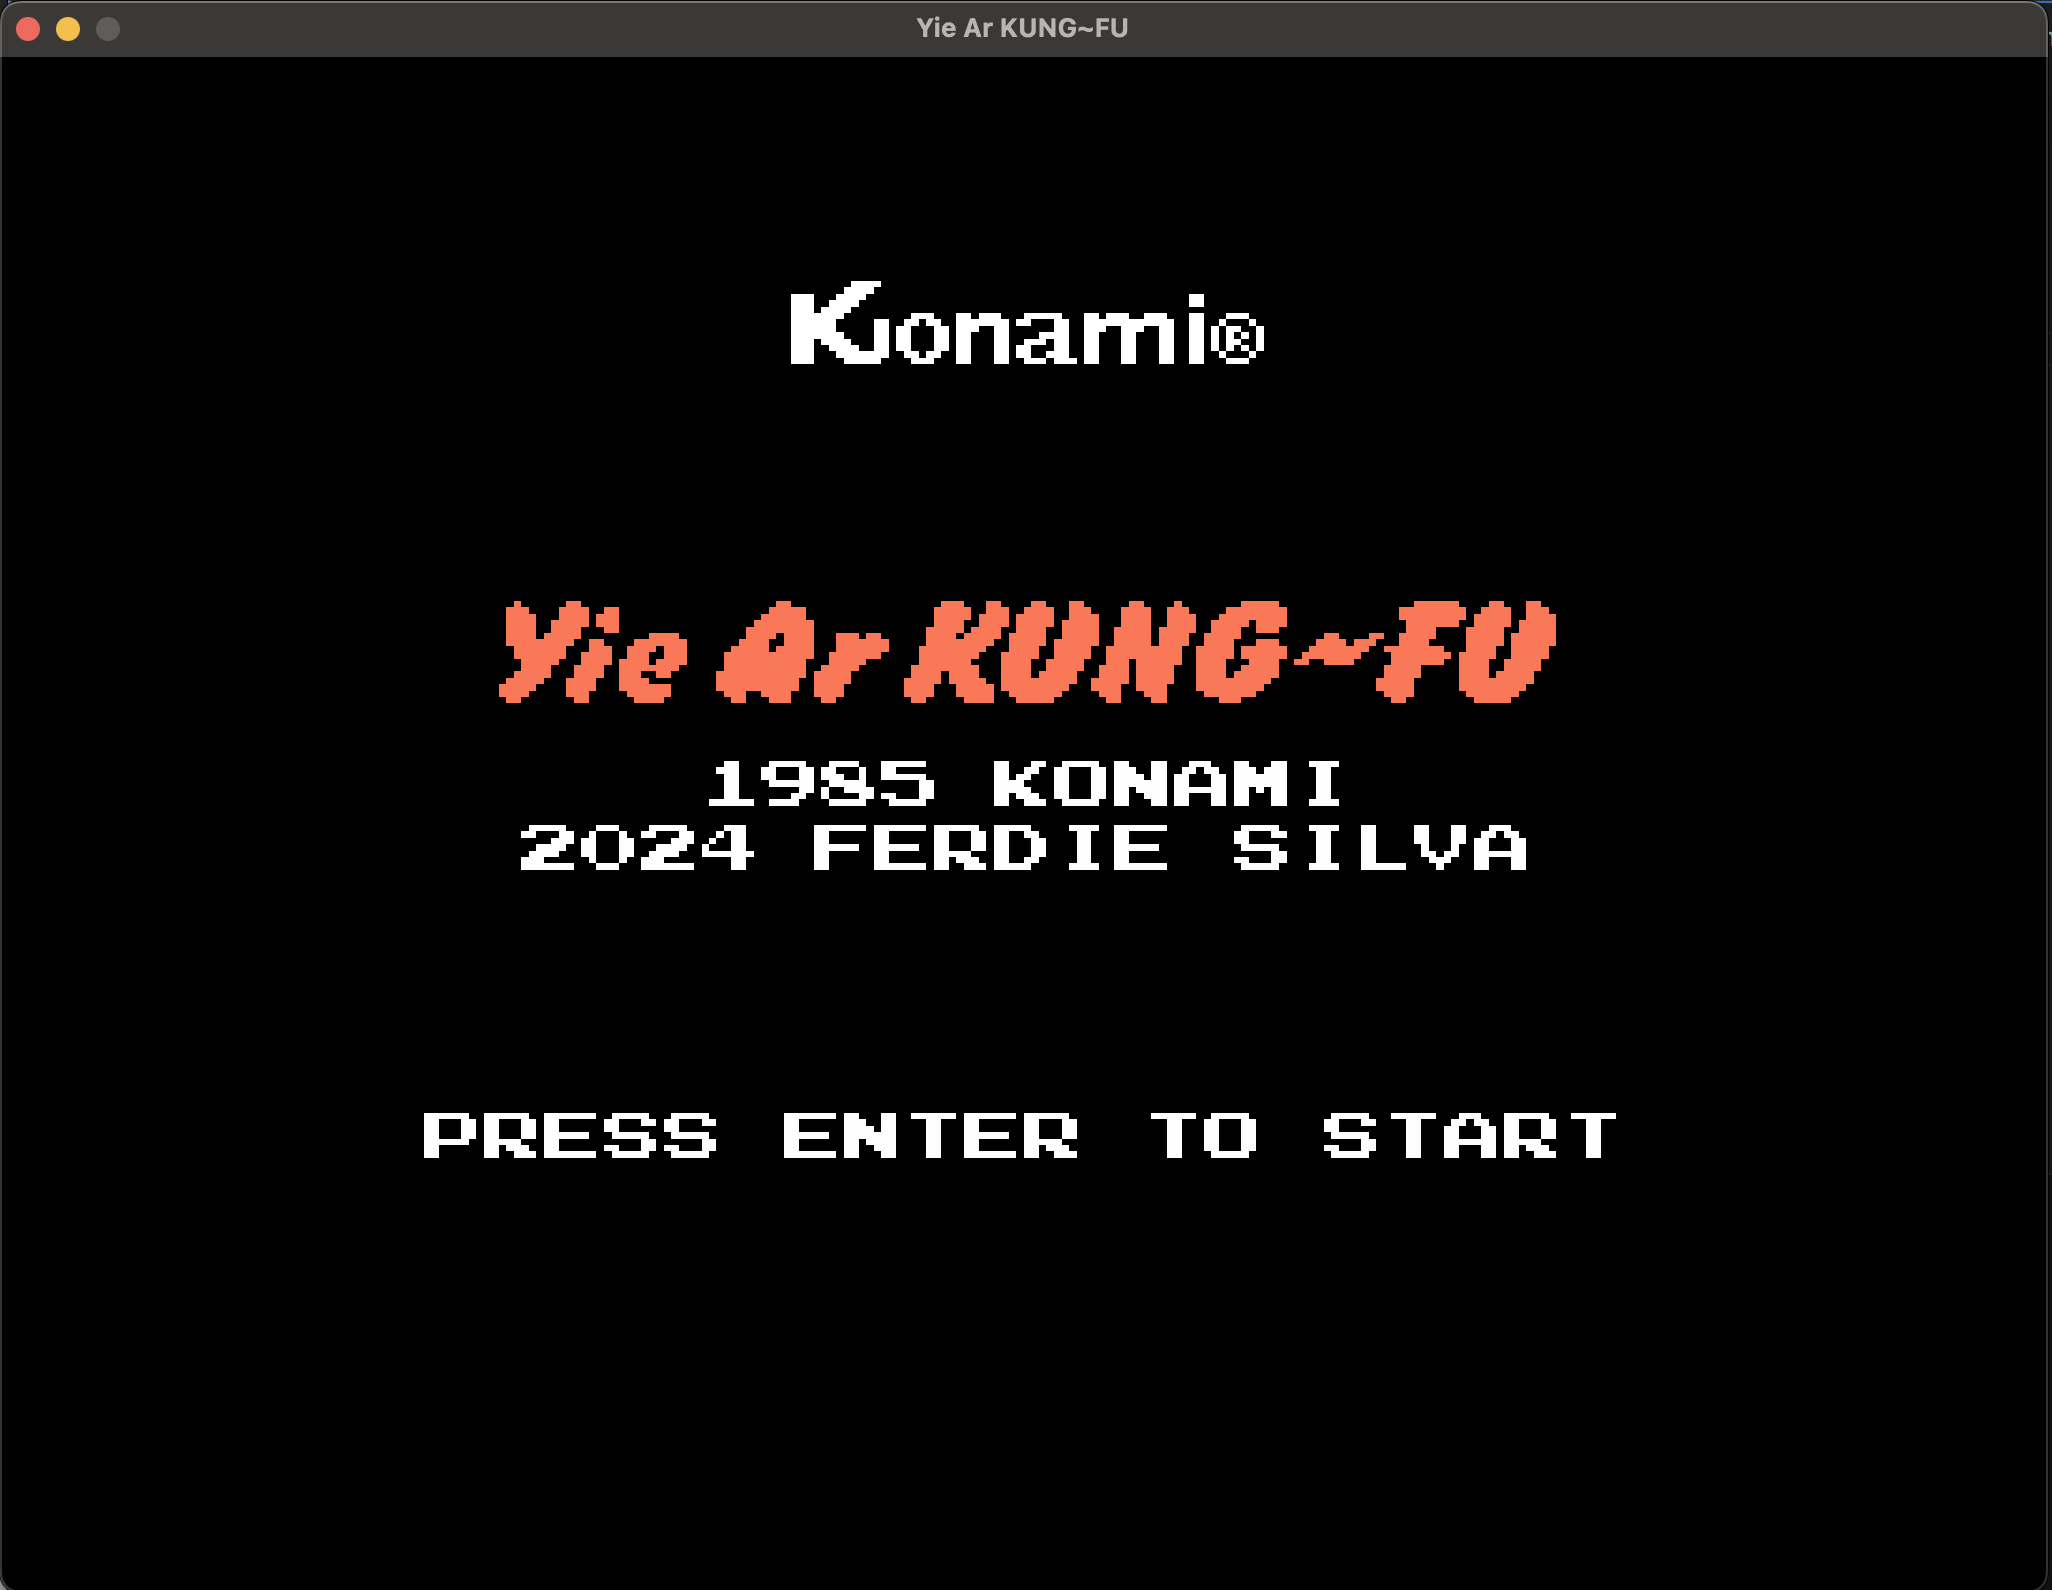 Yie Ar KUNG~FU
Konami®
Yie Ar KUNG~FU
1985 KONAMI
2024 FERDIE SILVA
PRESS ENTER TO START